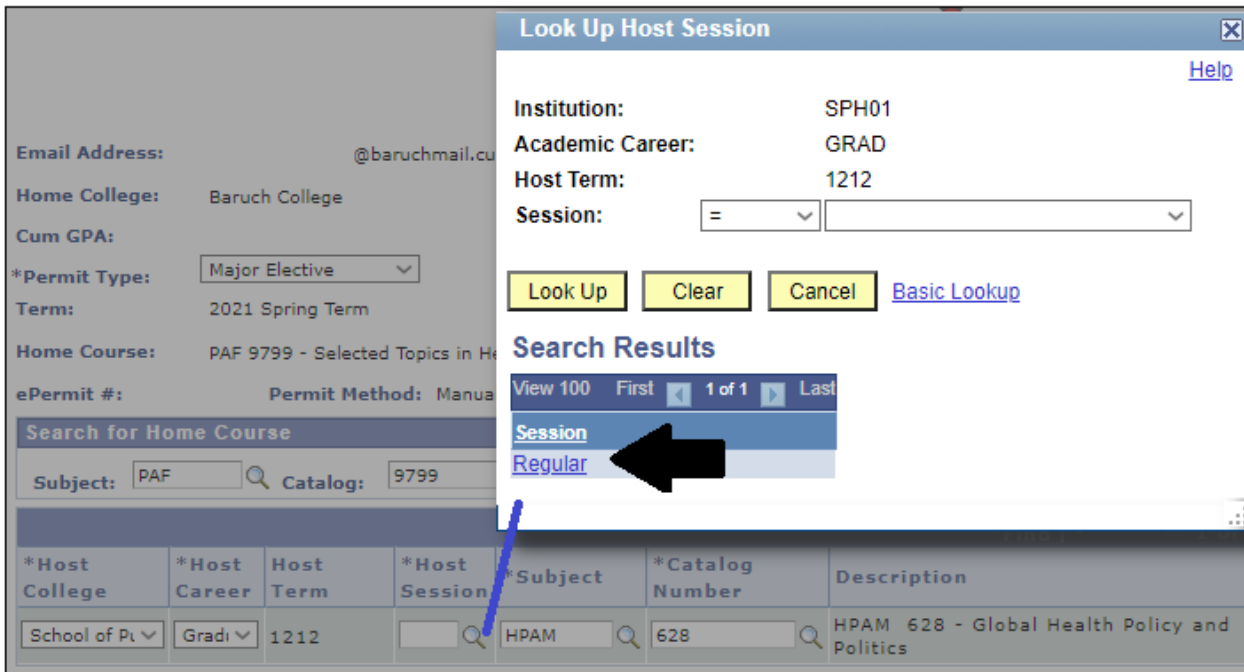 Look Up Host Session
Help
Institution: SPH01
Academic Career: GRAD
Host Term: 1212
Session: =
Look Up Clear Cancel Basic Lookup
Search Results
View 100 First 1 of 1 Last
Session
Regular
Email Address: @baruchmail.cu
Home College: Baruch College
Cum GPA:
*Permit Type: Major Elective
Term: 2021 Spring Term
Home Course: PAF 9799 - Selected Topics in He
ePermit #: Permit Method: Manua
Search for Home Course
Subject: PAF Catalog: 9799
*Host College *Host Career Host Term *Host Session *Subject *Catalog Number Description
School of Pu Gradu 1212 HPAM 628 HPAM 628 - Global Health Policy and
Politics